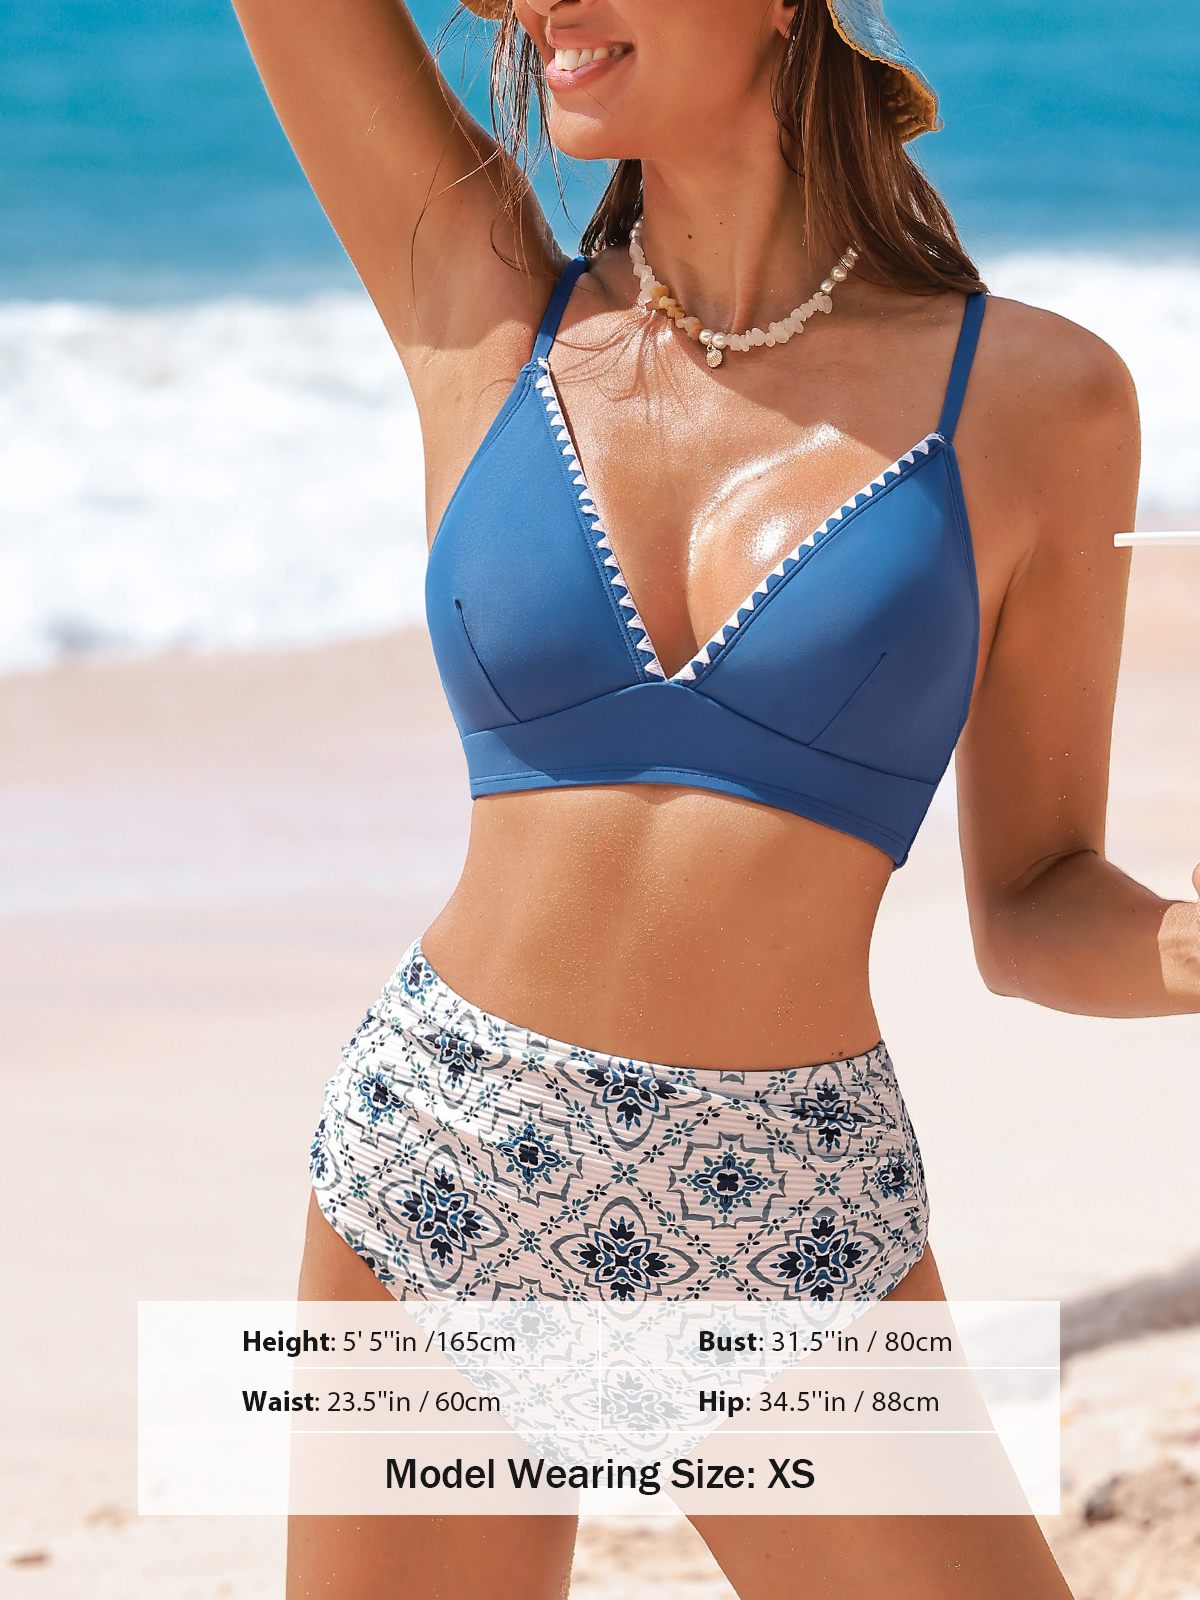 Height: 5' 5''in /165cm
Bust: 31.5''in / 80cm
Waist: 23.5''in / 60cm
Hip: 34.5''in / 88cm
Model Wearing Size: XS